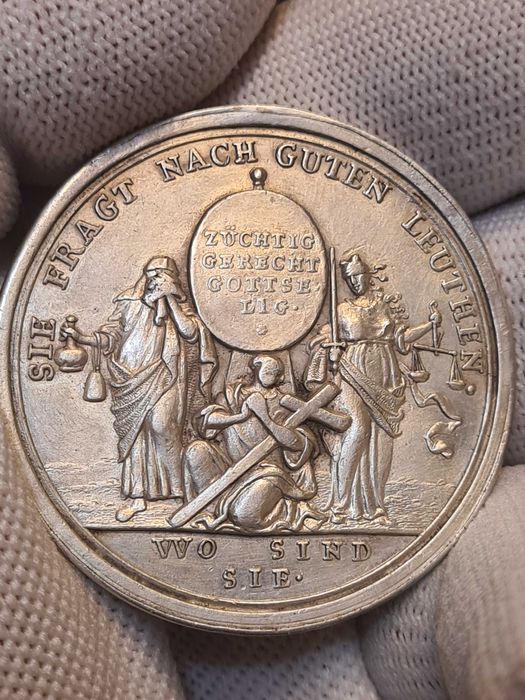 SIE FRAGT NACH GUTEN LEUTHEN.
ZÜCHTIG
GERECHT
GOTTSE
LIG.
VVO SIND
SIE.